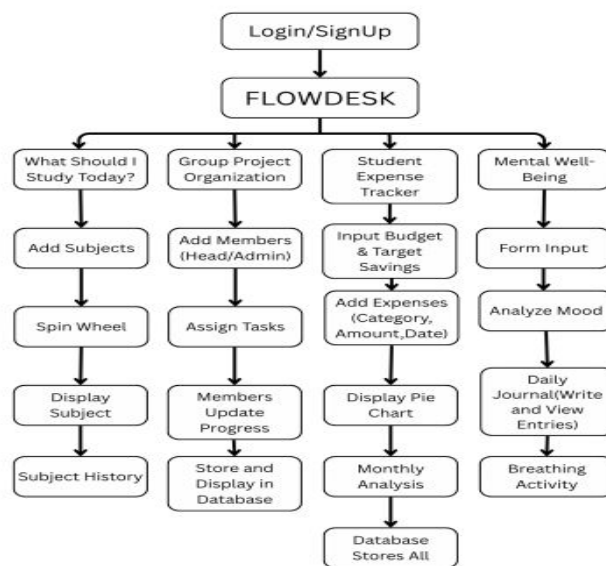 Login/SignUp
FLOWDESK
What Should I
Study Today?
Add Subjects
Spin Wheel
Display
Subject
Subject History
Group Project
Organization
Add Members
(Head/Admin)
Assign Tasks
Members
Update
Progress
Store and
Display in
Database
Student
Expense
Tracker
Input Budget
& Target
Savings
Add Expenses
(Category,
Amount,Date)
Display Pie
Chart
Monthly
Analysis
Database
Stores All
Mental Well-
Being
Form Input
Analyze Mood
Daily
Journal(Write
and View
Entries)
Breathing
Activity